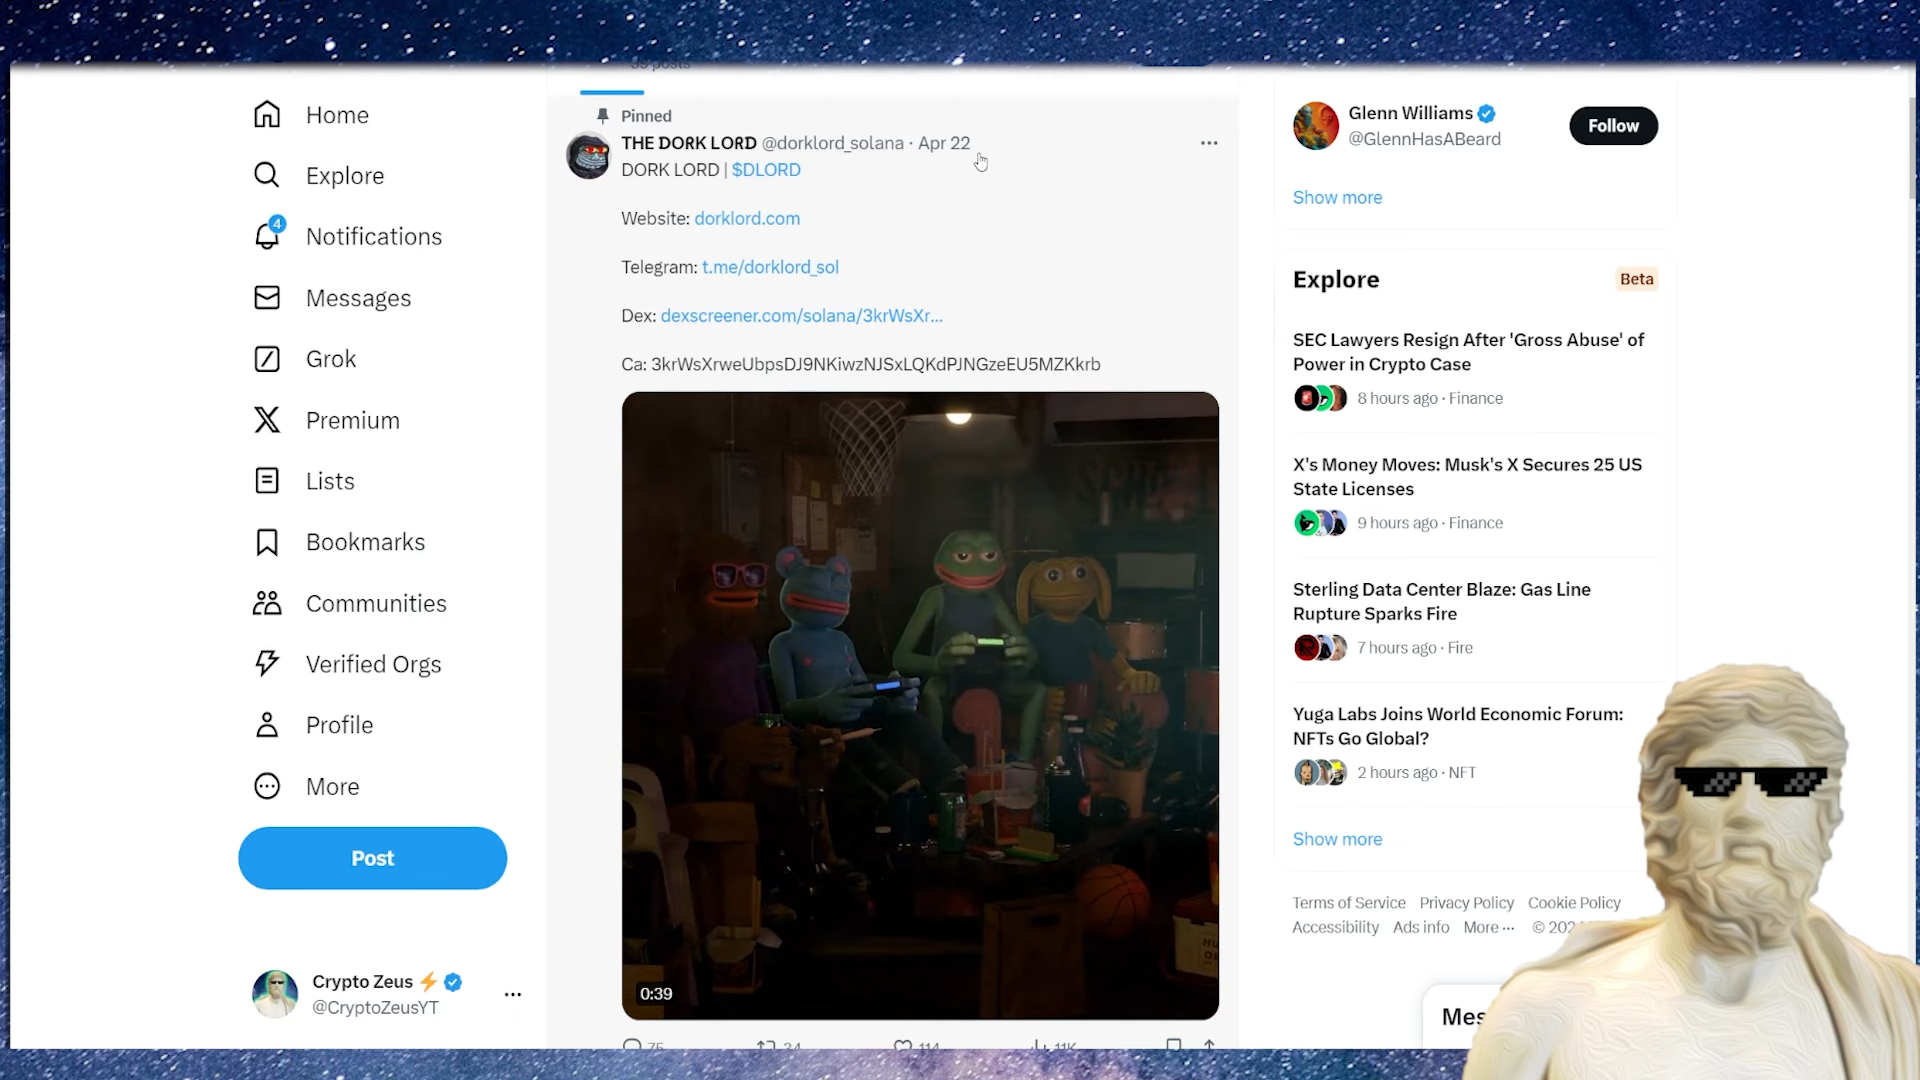 Home
Explore
4
Notifications
Messages
Grok
Premium
Lists
Bookmarks
Communities
Verified Orgs
Profile
More
Post
Crypto Zeus
@CryptoZeusYT
posts
Pinned
THE DORK LORD @dorklord_solana · Apr 22
DORK LORD | $DLORD
Website: dorklord.com
Telegram: t.me/dorklord_sol
Dex: dexscreener.com/solana/3krWsXr...
Ca: 3krWsXrweUbpsDJ9NKiwzNJSxLQKdPJNGzeEU5MZKkrb
0:39
114
11K
Glenn Williams
@GlennHasABeard
Follow
Show more
Explore
Beta
SEC Lawyers Resign After 'Gross Abuse' of
Power in Crypto Case
8 hours ago · Finance
X's Money Moves: Musk's X Secures 25 US
State Licenses
9 hours ago · Finance
Sterling Data Center Blaze: Gas Line
Rupture Sparks Fire
7 hours ago · Fire
Yuga Labs Joins World Economic Forum:
NFTs Go Global?
2 hours ago · NFT
Show more
Terms of Service Privacy Policy Cookie Policy
Accessibility Ads info More ··· ©